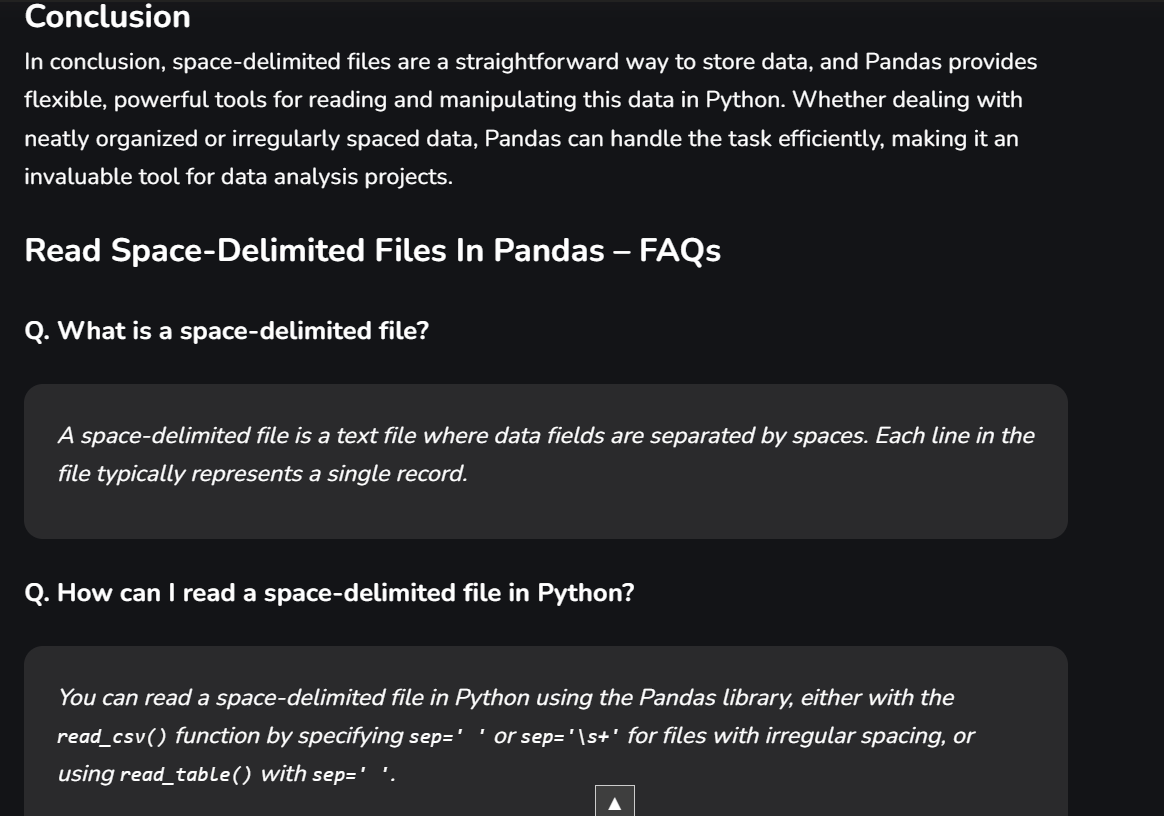 Conclusion
In conclusion, space-delimited files are a straightforward way to store data, and Pandas provides
flexible, powerful tools for reading and manipulating this data in Python. Whether dealing with
neatly organized or irregularly spaced data, Pandas can handle the task efficiently, making it an
invaluable tool for data analysis projects.
Read Space-Delimited Files In Pandas – FAQs
Q. What is a space-delimited file?
A space-delimited file is a text file where data fields are separated by spaces. Each line in the
file typically represents a single record.
Q. How can I read a space-delimited file in Python?
You can read a space-delimited file in Python using the Pandas library, either with the
read_csv() function by specifying sep=' ' or sep='\s+' for files with irregular spacing, or
using read_table() with sep=' '.